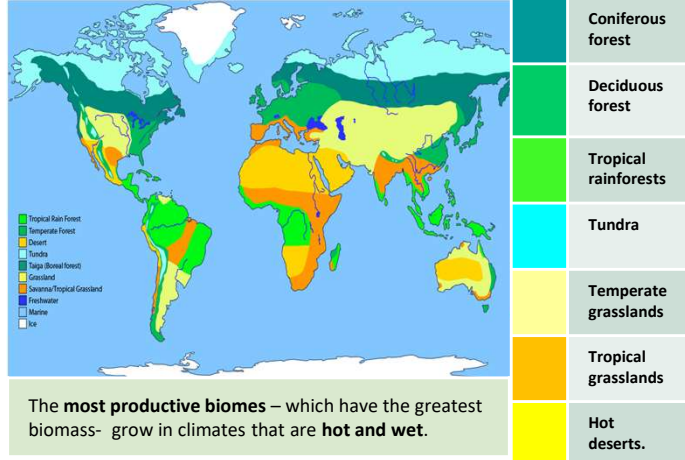 Tropical Rain Forest
Temperate Forest
Desert
Tundra
Taiga (Boreal forest)
Grassland
Savanna/Tropical Grassland
Freshwater
Marine
Ice
The most productive biomes – which have the greatest
biomass- grow in climates that are hot and wet.
Coniferous
forest
Deciduous
forest
Tropical
rainforests
Tundra
Temperate
grasslands
Tropical
grasslands
Hot
deserts.